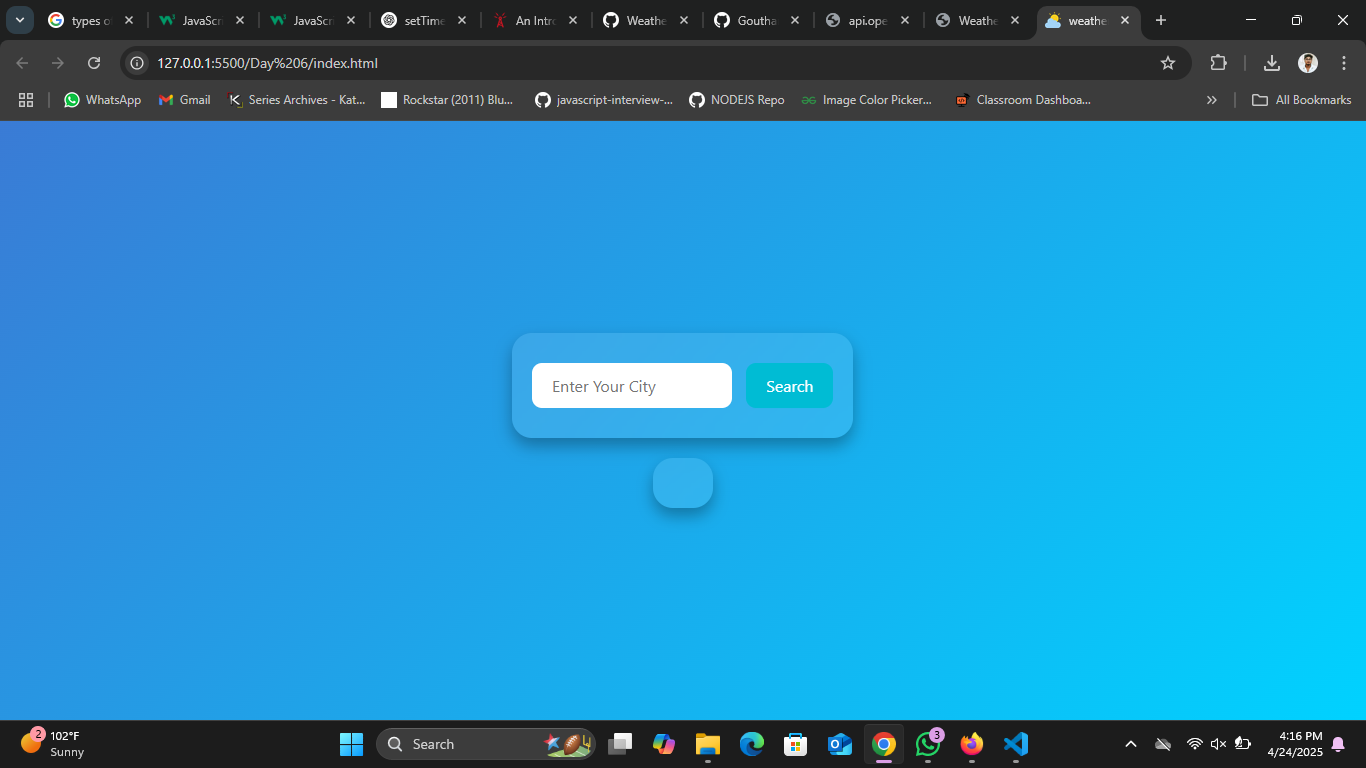 types o
JavaScri
JavaScri
setTime
An Intro
Weathe
Goutha
api.ope
Weathe
weathe
127.0.0.1:5500/Day%206/index.html
WhatsApp
Gmail
Series Archives - Kat...
Rockstar (2011) Blu...
javascript-interview-...
NODEJS Repo
Image Color Picker...
Classroom Dashboa...
All Bookmarks
Enter Your City
Search
2
102°F
Sunny
Search
3
4:16 PM
4/24/2025